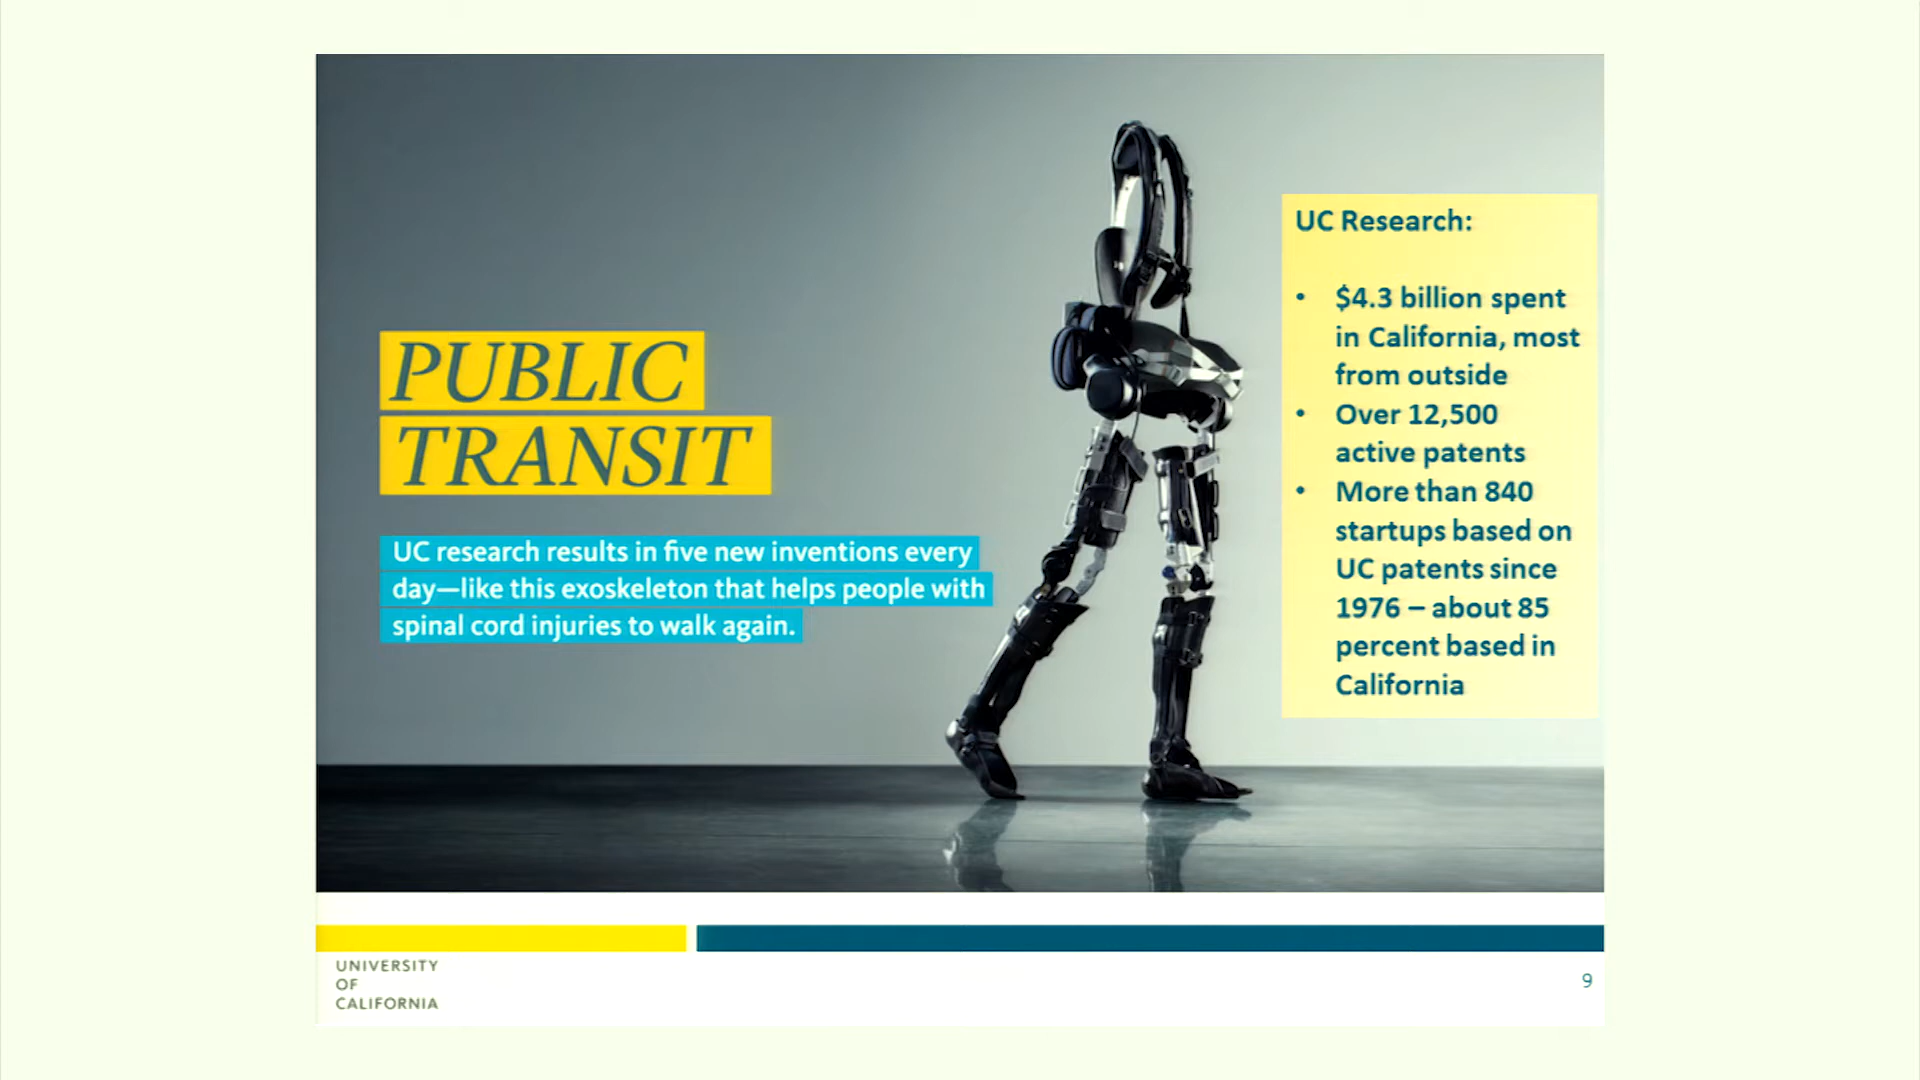 PUBLIC
TRANSIT
UC research results in five new inventions every
day—like this exoskeleton that helps people with
spinal cord injuries to walk again.
UC Research:
• $4.3 billion spent
in California, most
from outside
• Over 12,500
active patents
• More than 840
startups based on
UC patents since
1976 – about 85
percent based in
California
UNIVERSITY
OF
CALIFORNIA
9